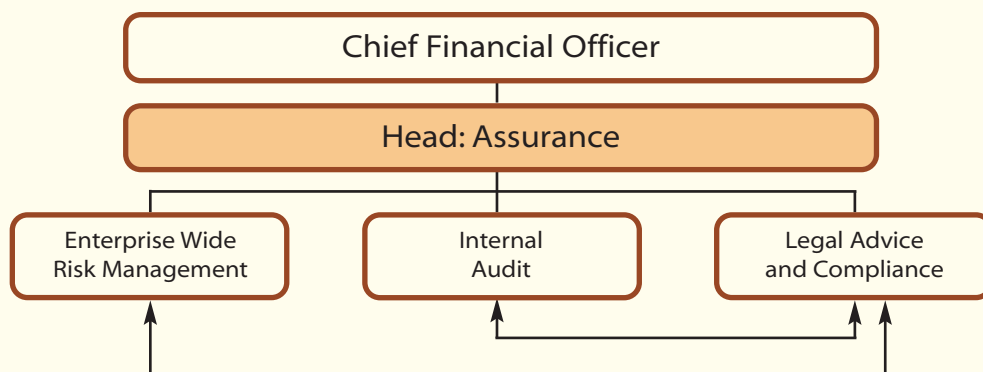 Chief Financial Officer
Head: Assurance
Enterprise Wide
Risk Management
Internal
Audit
Legal Advice
and Compliance